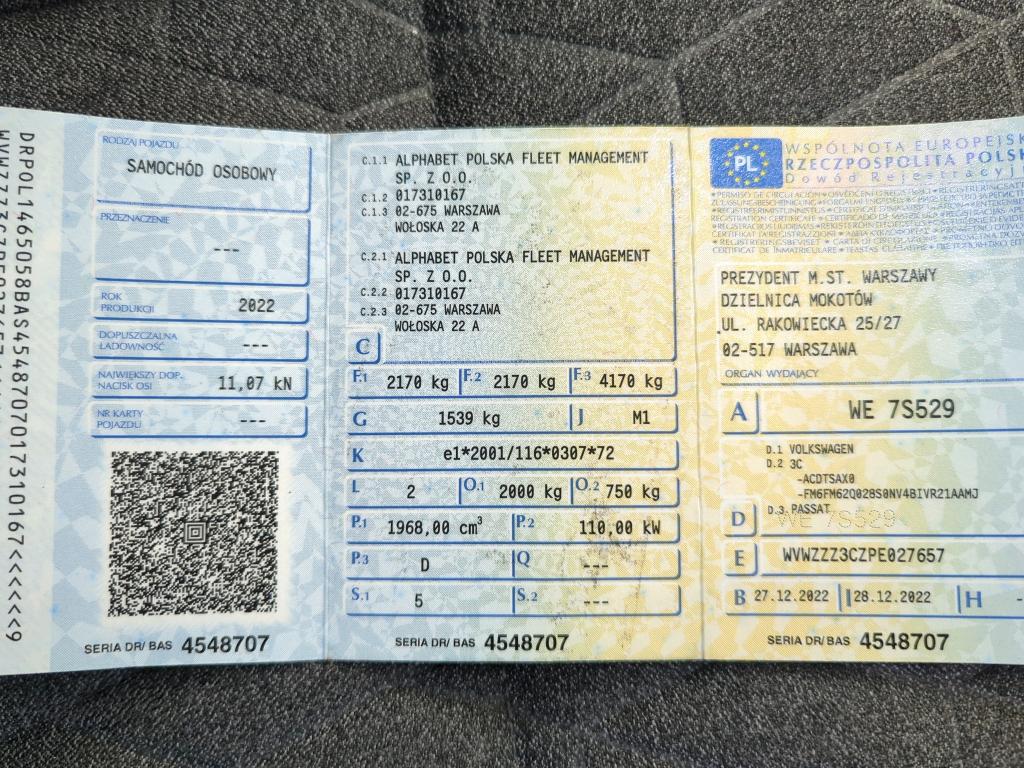 DRPOL1465058BAS4548707017310167<<<<<<<9
RODZAJ POJAZDU
SAMOCHÓD OSOBOWY
PRZEZNACZENIE
---
ROK PRODUKCJI 2022
DOPUSZCZALNA ŁADOWNOŚĆ ---
NAJWIĘKSZY DOP. NACISK OSI 11,07 kN
NR KARTY POJAZDU ---
SERIA DR/ BAS 4548707
C.1.1 ALPHABET POLSKA FLEET MANAGEMENT
SP. Z O.O.
C.1.2 017310167
C.1.3 02-675 WARSZAWA
WOŁOSKA 22 A
C.2.1 ALPHABET POLSKA FLEET MANAGEMENT
SP. Z O.O.
C.2.2 017310167
C.2.3 02-675 WARSZAWA
WOŁOSKA 22 A
C
F.1 2170 kg F.2 2170 kg F.3 4170 kg
G 1539 kg J M1
K e1*2001/116*0307*72
L 2 O.1 2000 kg O.2 750 kg
P.1 1968,00 cm³ P.2 110,00 kW
P.3 D Q ---
S.1 5 S.2 ---
SERIA DR/ BAS 4548707
PL
WSPÓLNOTA EUROPEJSK
RZECZPOSPOLITA POLSK
Dowód Rejestracyj
PREZYDENT M.ST. WARSZAWY
DZIELNICA MOKOTÓW
UL. RAKOWIECKA 25/27
02-517 WARSZAWA
ORGAN WYDAJĄCY
A WE 7S529
D.1 VOLKSWAGEN
D.2 3C
-ACDTSAX0
-FM6FM62Q028S0NV4BIVR21AAMJ
D.3 PASSAT
D WE 7S529
E WVWZZZ3CZPE027657
B 27.12.2022 I 28.12.2022 H -
SERIA DR/ BAS 4548707